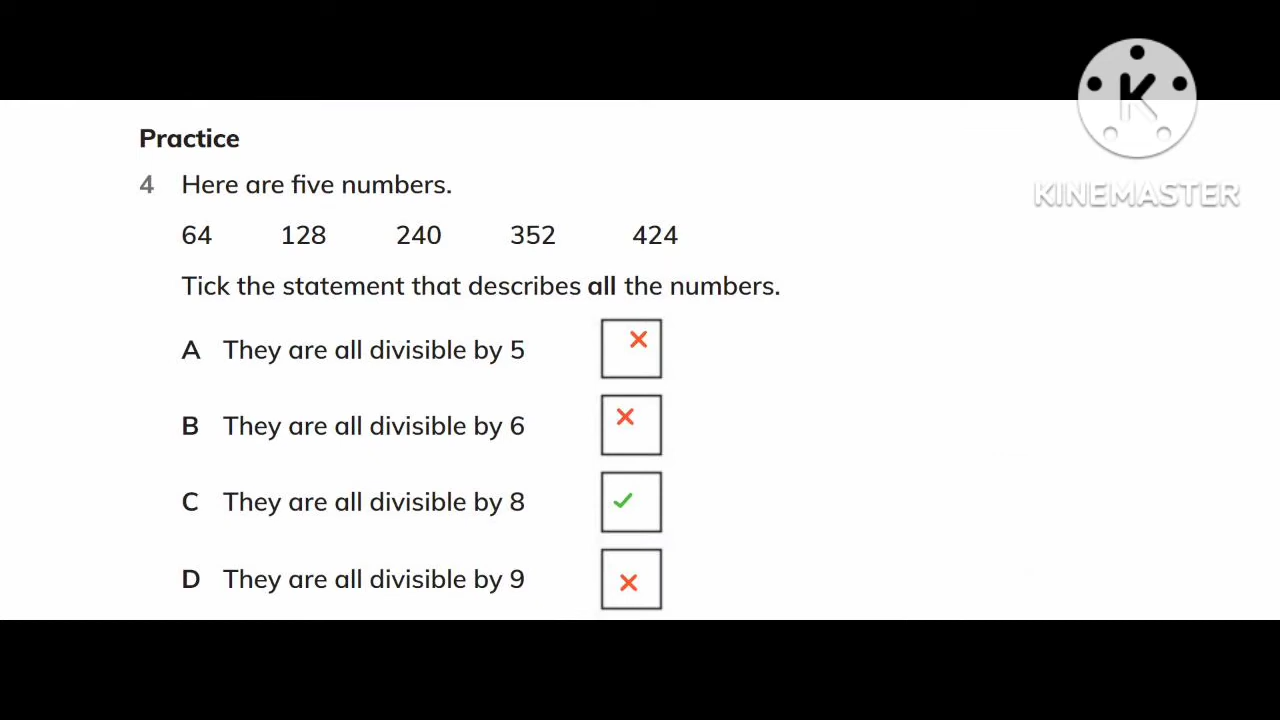 K
KINEMASTER
Practice
4 Here are five numbers.
64 128 240 352 424
Tick the statement that describes all the numbers.
A They are all divisible by 5
B They are all divisible by 6
C They are all divisible by 8
D They are all divisible by 9